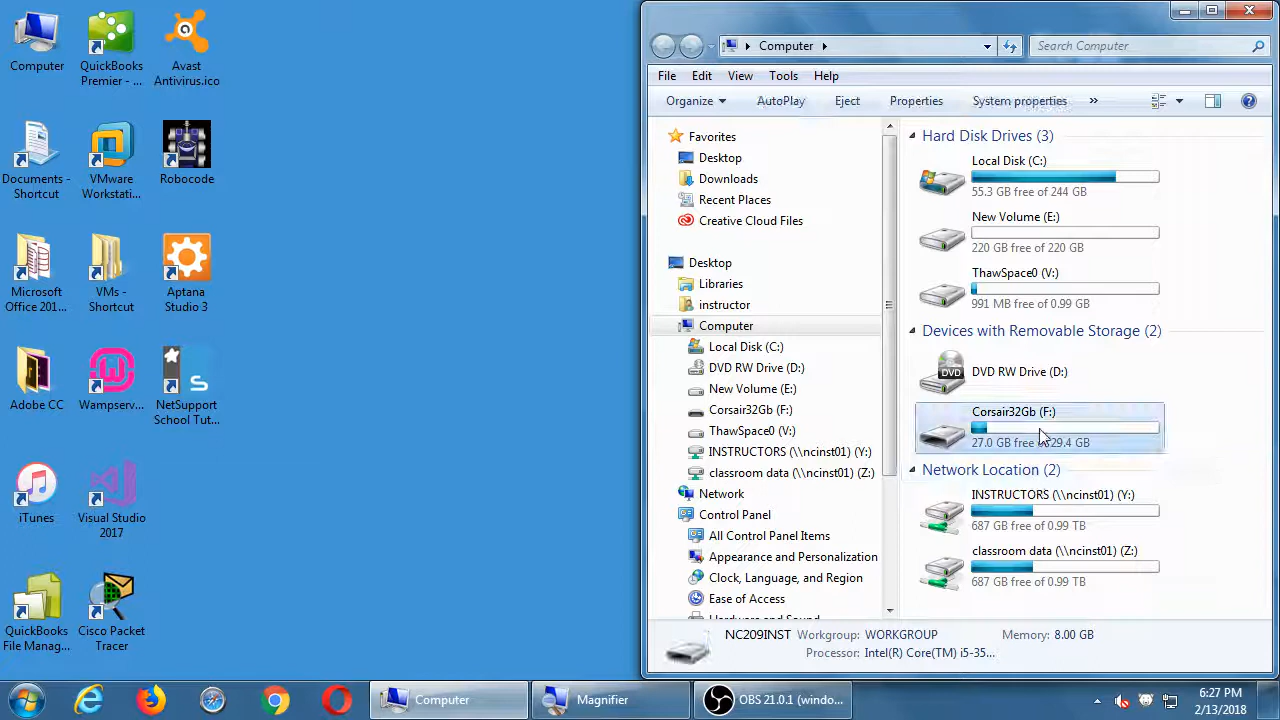 Computer
QuickBooks
Premier - ...
Avast
Antivirus.ico
Documents -
Shortcut
VMware
Workstati...
Robocode
Microsoft
Office 201...
VMs -
Shortcut
Aptana
Studio 3
Adobe CC
Wampserv...
NetSupport
School Tut...
iTunes
Visual Studio
2017
QuickBooks
File Manag...
Cisco Packet
Tracer
Computer
Search Computer
File Edit View Tools Help
Organize AutoPlay Eject Properties System properties »
Favorites
Desktop
Downloads
Recent Places
Creative Cloud Files
Desktop
Libraries
instructor
Computer
Local Disk (C:)
DVD RW Drive (D:)
New Volume (E:)
Corsair32Gb (F:)
ThawSpace0 (V:)
INSTRUCTORS (\\ncinst01) (Y:)
classroom data (\\ncinst01) (Z:)
Network
Control Panel
All Control Panel Items
Appearance and Personalization
Clock, Language, and Region
Ease of Access
Hardware and Sound
Hard Disk Drives (3)
Local Disk (C:)
55.3 GB free of 244 GB
New Volume (E:)
220 GB free of 220 GB
ThawSpace0 (V:)
991 MB free of 0.99 GB
Devices with Removable Storage (2)
DVD
DVD RW Drive (D:)
Corsair32Gb (F:)
27.0 GB free 29.4 GB
Network Location (2)
INSTRUCTORS (\\ncinst01) (Y:)
687 GB free of 0.99 TB
classroom data (\\ncinst01) (Z:)
687 GB free of 0.99 TB
NC209INST Workgroup: WORKGROUP Memory: 8.00 GB
Processor: Intel(R) Core(TM) i5-35...
Computer
Magnifier
OBS 21.0.1 (windo...
6:27 PM
2/13/2018